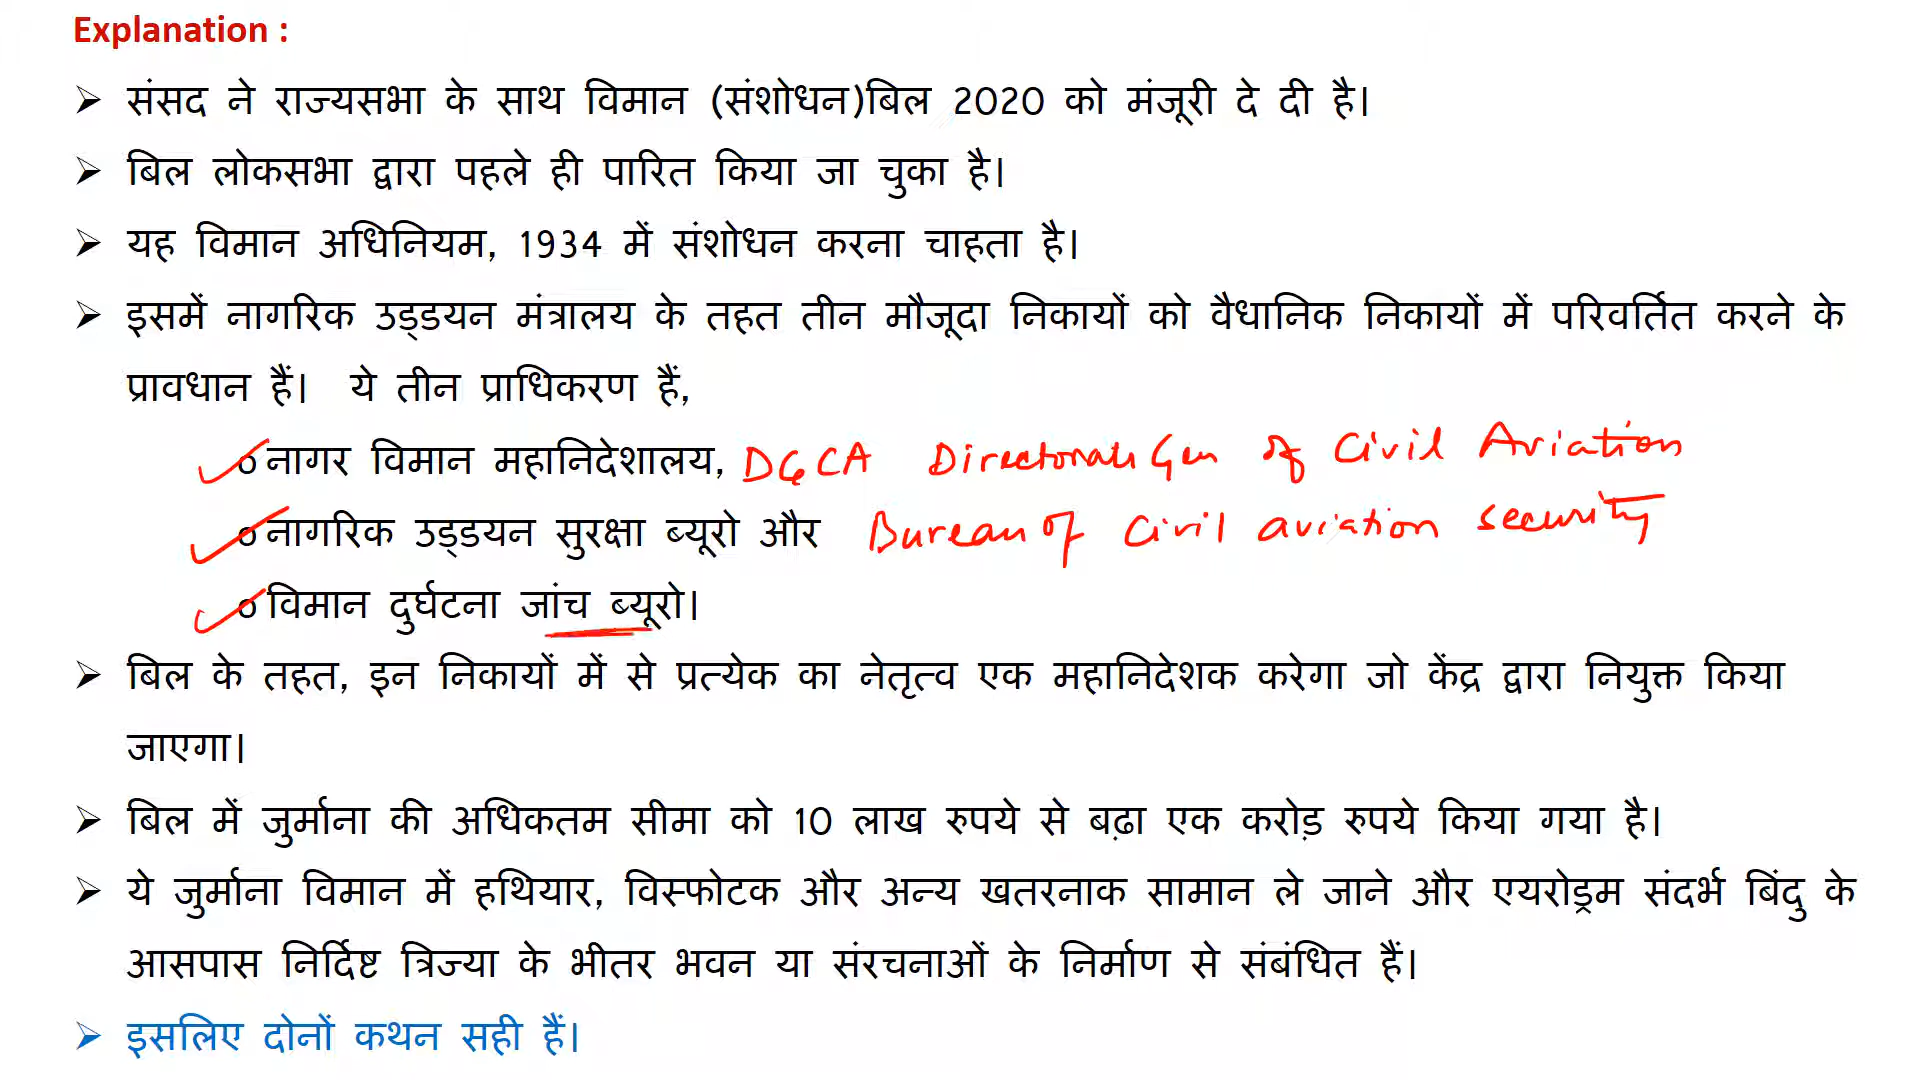 Explanation :
➢ संसद ने राज्यसभा के साथ विमान (संशोधन)बिल 2020 को मंजूरी दे दी है।
➢ बिल लोकसभा द्वारा पहले ही पारित किया जा चुका है।
➢ यह विमान अधिनियम, 1934 में संशोधन करना चाहता है।
➢ इसमें नागरिक उड्डयन मंत्रालय के तहत तीन मौजूदा निकायों को वैधानिक निकायों में परिवर्तित करने के
प्रावधान हैं। ये तीन प्राधिकरण हैं,
o नागर विमान महानिदेशालय, DGCA Directorate Gen of Civil Aviation
o नागरिक उड्डयन सुरक्षा ब्यूरो और Bureau of Civil aviation security
o विमान दुर्घटना जांच ब्यूरो।
➢ बिल के तहत, इन निकायों में से प्रत्येक का नेतृत्व एक महानिदेशक करेगा जो केंद्र द्वारा नियुक्त किया
जाएगा।
➢ बिल में जुर्माना की अधिकतम सीमा को 10 लाख रुपये से बढ़ा एक करोड़ रुपये किया गया है।
➢ ये जुर्माना विमान में हथियार, विस्फोटक और अन्य खतरनाक सामान ले जाने और एयरोड्रम संदर्भ बिंदु के
आसपास निर्दिष्ट त्रिज्या के भीतर भवन या संरचनाओं के निर्माण से संबंधित हैं।
➢ इसलिए दोनों कथन सही हैं।